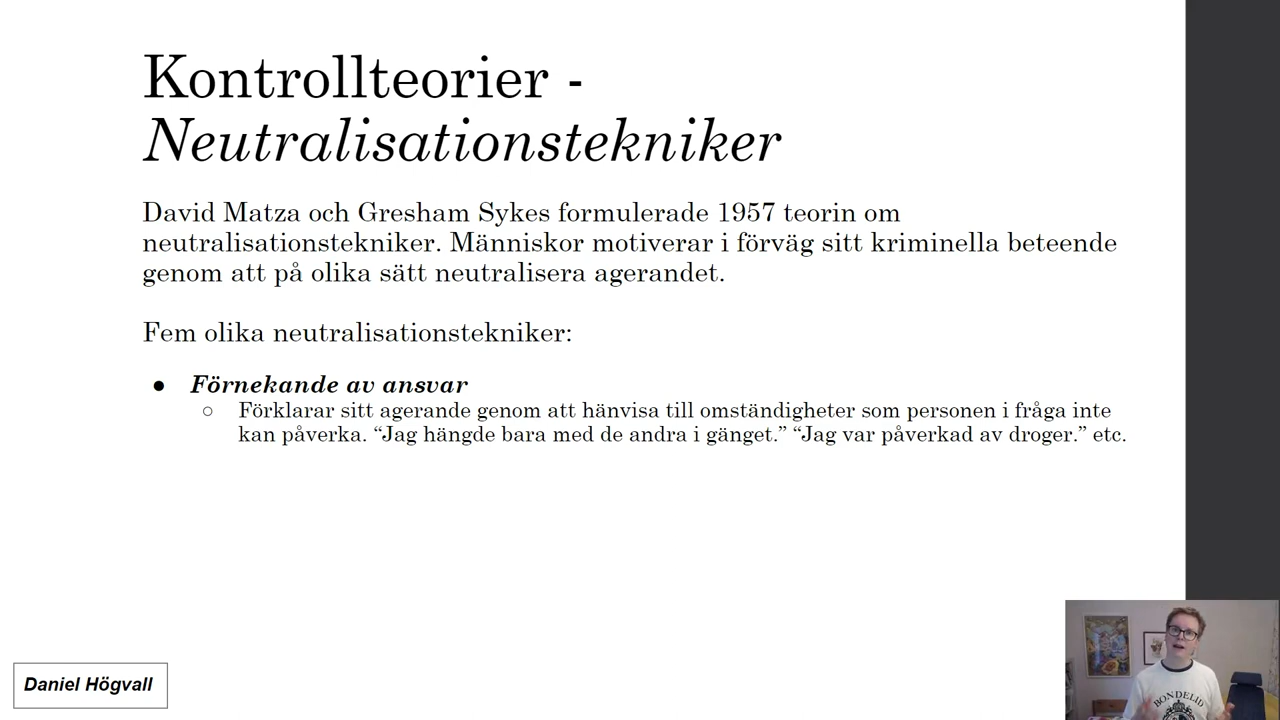 Kontrollteorier -
Neutralisationstekniker
David Matza och Gresham Sykes formulerade 1957 teorin om
neutralisationstekniker. Människor motiverar i förväg sitt kriminella beteende
genom att på olika sätt neutralisera agerandet.
Fem olika neutralisationstekniker:
● Förnekande av ansvar
○ Förklarar sitt agerande genom att hänvisa till omständigheter som personen i fråga inte
kan påverka. “Jag hängde bara med de andra i gänget.” “Jag var påverkad av droger.” etc.
Daniel Högvall
BONDELID